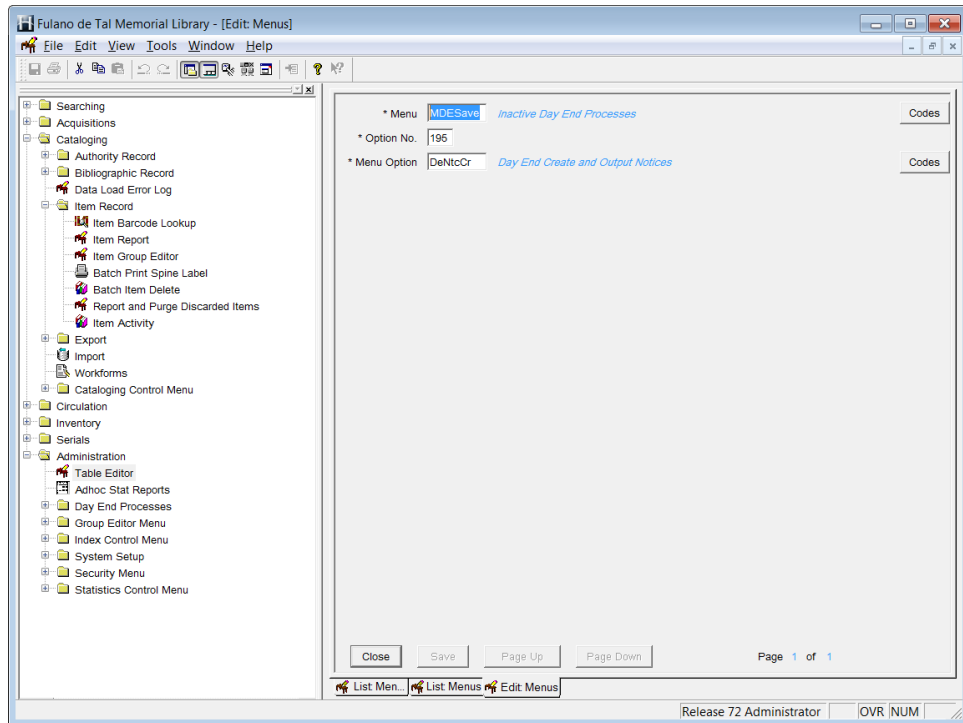 Fulano de Tal Memorial Library - [Edit: Menus]
File Edit View Tools Window Help
Searching
Acquisitions
Cataloging
Authority Record
Bibliographic Record
Data Load Error Log
Item Record
Item Barcode Lookup
Item Report
Item Group Editor
Batch Print Spine Label
Batch Item Delete
Report and Purge Discarded Items
Item Activity
Export
Import
Workforms
Cataloging Control Menu
Circulation
Inventory
Serials
Administration
Table Editor
Adhoc Stat Reports
Day End Processes
Group Editor Menu
Index Control Menu
System Setup
Security Menu
Statistics Control Menu
* Menu MDESave Inactive Day End Processes Codes
* Option No. 195
* Menu Option DeNtcCr Day End Create and Output Notices Codes
Close Save Page Up Page Down Page 1 of 1
List Men... List Menus Edit Menus
Release 72 Administrator OVR NUM